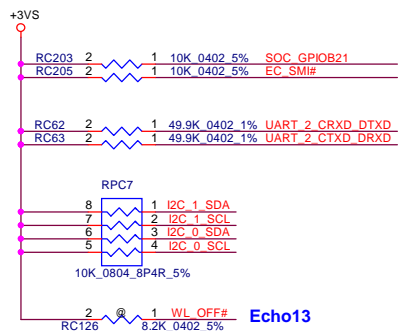 +3VS
RC203 2 1 10K_0402_5% SOC_GPIOB21
RC205 2 1 10K_0402_5% EC_SMI#
RC62 2 1 49.9K_0402_1% UART_2_CRXD_DTXD
RC63 2 1 49.9K_0402_1% UART_2_CTXD_DRXD
RPC7
8 1 I2C_1_SDA
7 2 I2C_1_SCL
6 3 I2C_0_SDA
5 4 I2C_0_SCL
10K_0804_8P4R_5%
2 @ 1 WL_OFF# Echo13
RC126 8.2K_0402_5%